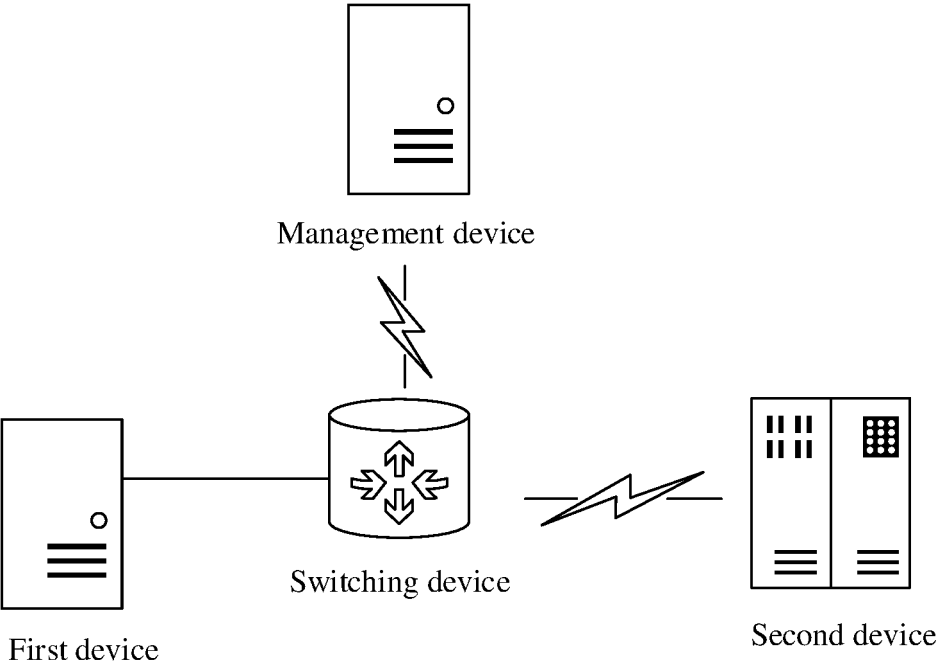 Management device
Switching device
First device
Second device